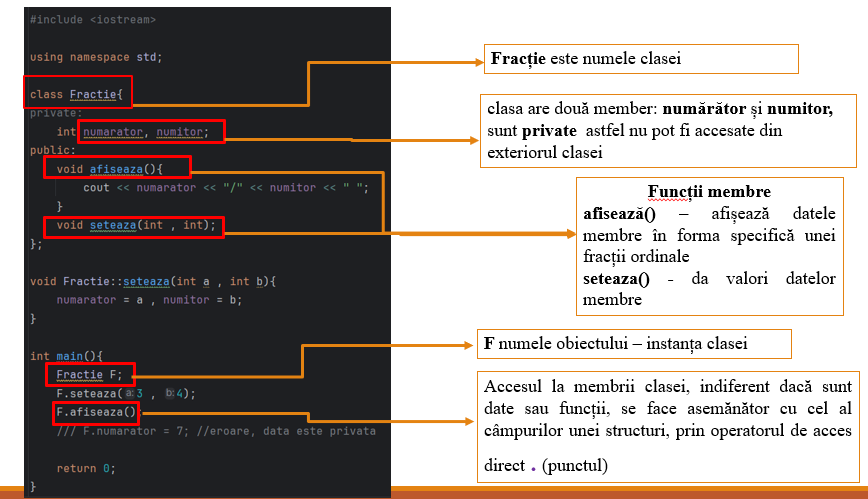 #include <iostream>
using namespace std;
class Fractie{
private:
int numarator, numitor;
public:
void afiseaza(){
cout << numarator << "/" << numitor << " ";
}
void seteaza(int , int);
};
void Fractie::seteaza(int a , int b){
numarator = a , numitor = b;
}
int main(){
Fractie F;
F.seteaza(a:3 , b:4);
F.afiseaza()
/// F.numarator = 7; //eroare, data este privata
return 0;
}
Fracție este numele clasei
clasa are două member: numărător și numitor,
sunt private astfel nu pot fi accesate din
exteriorul clasei
Funcții membre
afisează() – afișează datele
membre în forma specifică unei
fracții ordinale
seteaza() - da valori datelor
membre
F numele obiectului – instanța clasei
Accesul la membrii clasei, indiferent dacă sunt
date sau funcții, se face asemănător cu cel al
câmpurilor unei structuri, prin operatorul de acces
direct . (punctul)